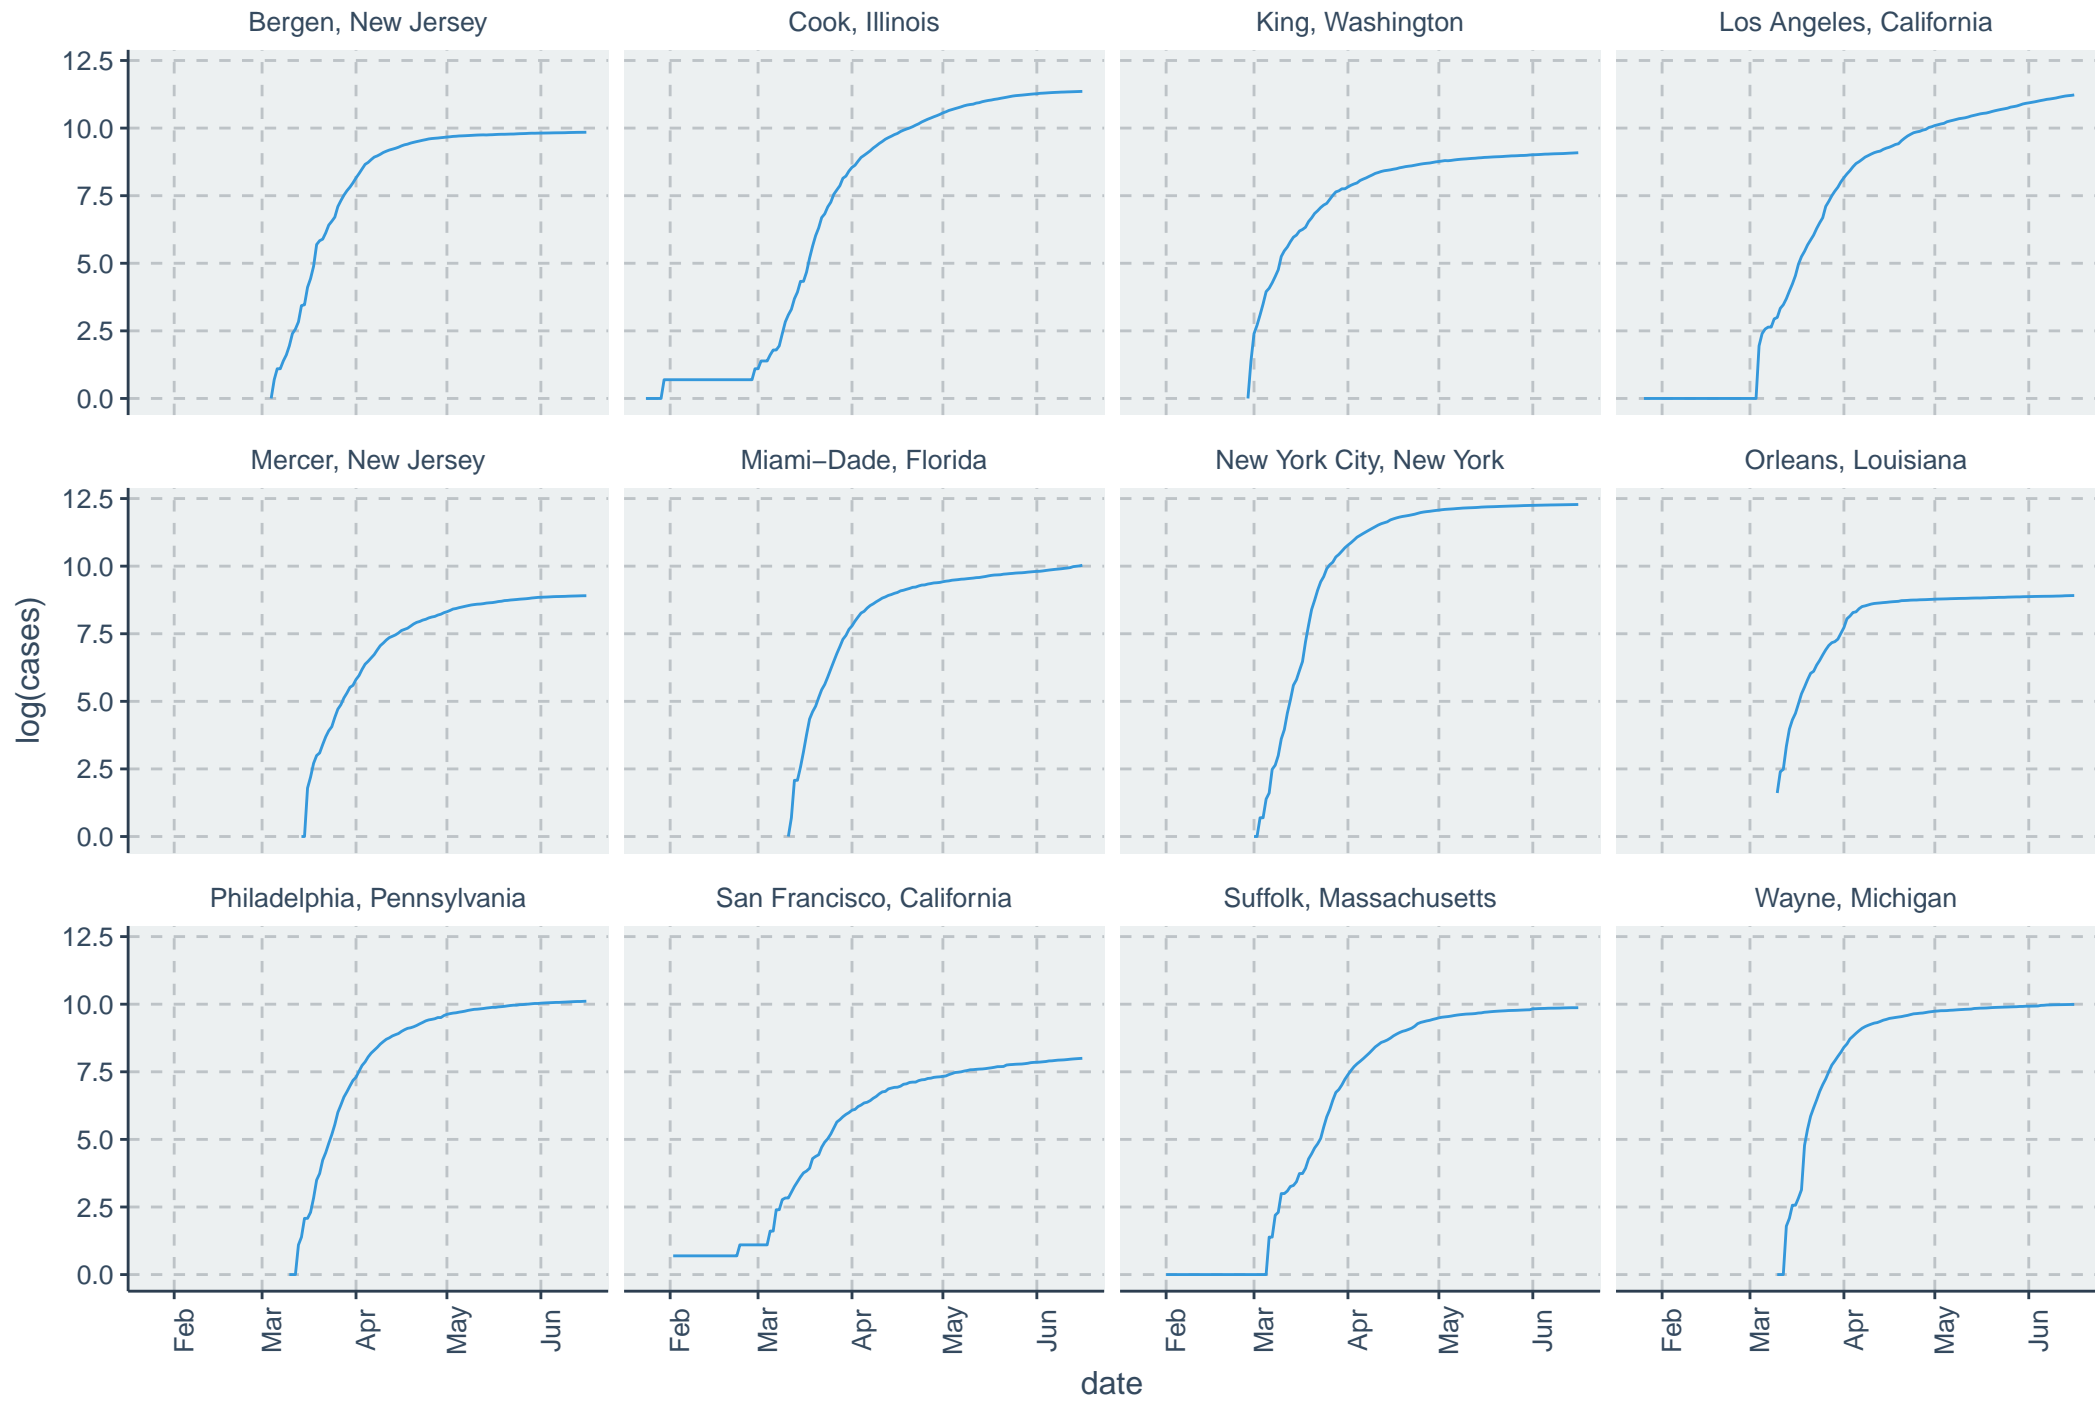 Bergen, New Jersey
Cook, Illinois
King, Washington
Los Angeles, California
12.5
10.0
7.5
5.0
2.5
0.0
Mercer, New Jersey
Miami−Dade, Florida
New York City, New York
Orleans, Louisiana
12.5
10.0
7.5
5.0
2.5
0.0
log(cases)
Philadelphia, Pennsylvania
San Francisco, California
Suffolk, Massachusetts
Wayne, Michigan
12.5
10.0
7.5
5.0
2.5
0.0
Feb
Mar
Apr
May
Jun
Feb
Mar
Apr
May
Jun
Feb
Mar
Apr
May
Jun
Feb
Mar
Apr
May
Jun
date